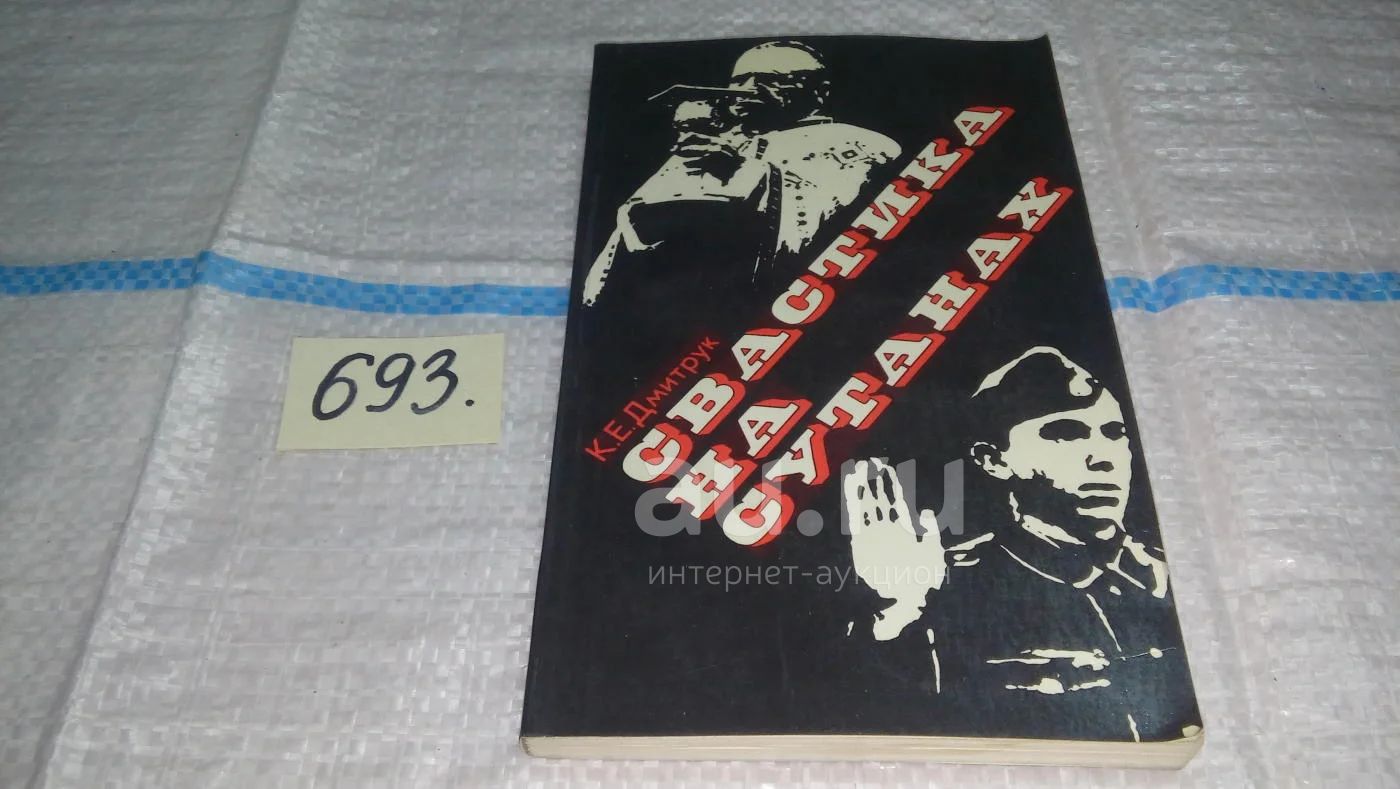 693.
К.Е.Дмитрук
СВАСТИКА
НА
СУТАНАХ
au.ru
интернет-аукцион